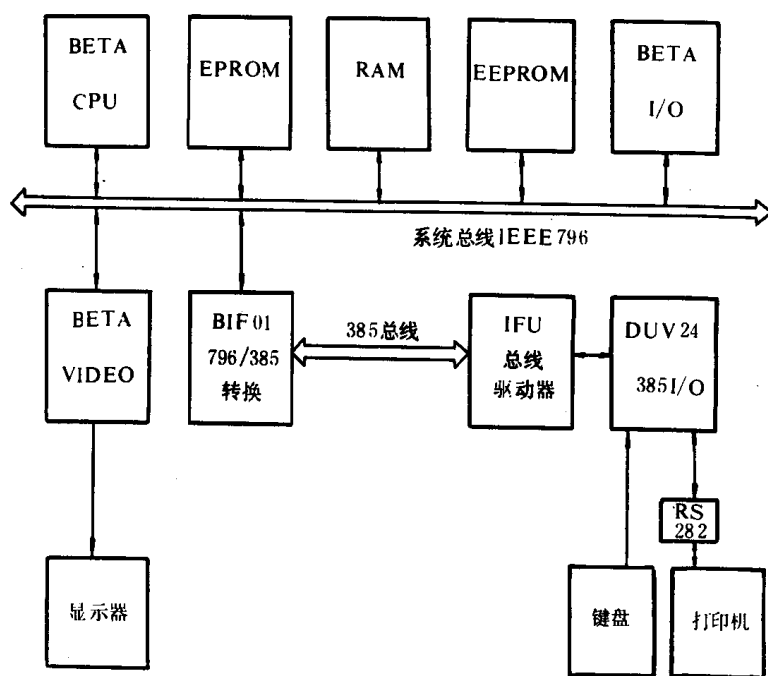 BETA
CPU
EPROM
RAM
EEPROM
BETA
I/O
系统总线IEEE796
BETA
VIDEO
BIF01
796/385
转换
385总线
IFU
总线
驱动器
DUV24
385I/O
RS
282
显示器
键盘
打印机